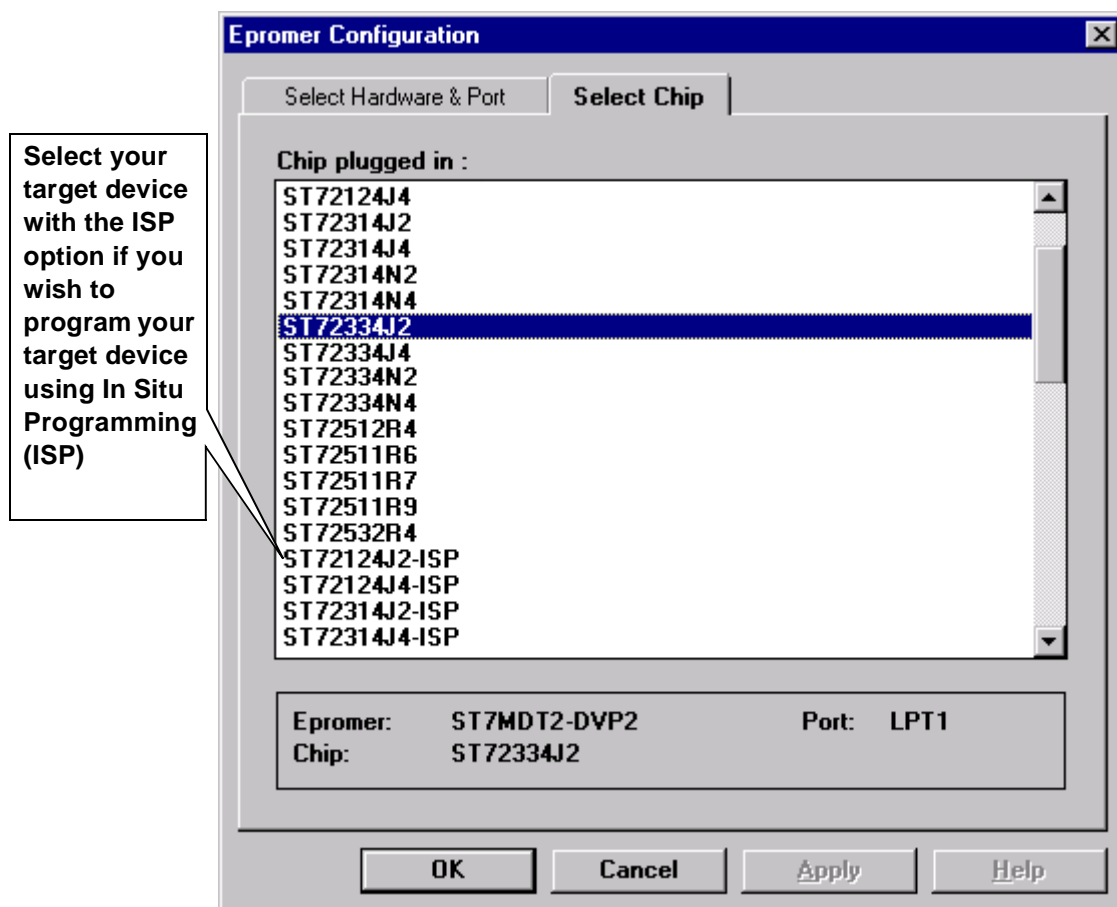 Epromer Configuration
Select Hardware & Port
Select Chip
Select your
target device
with the ISP
option if you
wish to
program your
target device
using In Situ
Programming
(ISP)
Chip plugged in :
ST72124J4
ST72314J2
ST72314J4
ST72314N2
ST72314N4
ST72334J2
ST72334J4
ST72334N2
ST72334N4
ST72512R4
ST72511R6
ST72511R7
ST72511R9
ST72532R4
ST72124J2-ISP
ST72124J4-ISP
ST72314J2-ISP
ST72314J4-ISP
Epromer: ST7MDT2-DVP2 Port: LPT1
Chip: ST72334J2
OK Cancel Apply Help